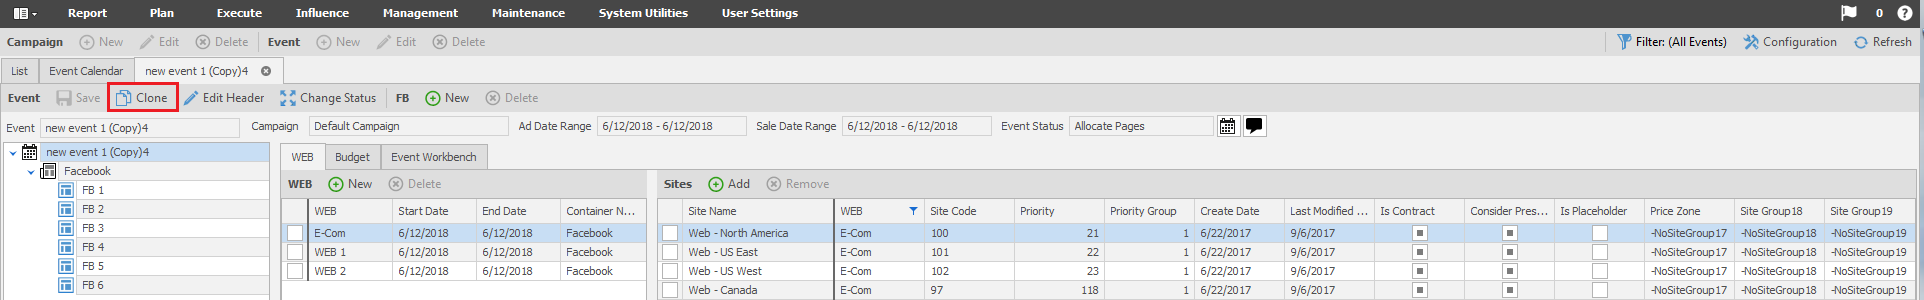 Report Plan Execute Influence Management Maintenance System Utilities User Settings 0 ?
Campaign New Edit Delete Event New Edit Delete Filter: (All Events) Configuration Refresh
List Event Calendar new event 1 (Copy)4
Event Save Clone Edit Header Change Status FB New Delete
Event new event 1 (Copy)4 Campaign Default Campaign Ad Date Range 6/12/2018 - 6/12/2018 Sale Date Range 6/12/2018 - 6/12/2018 Event Status Allocate Pages
new event 1 (Copy)4
Facebook
FB 1
FB 2
FB 3
FB 4
FB 5
FB 6
WEB Budget Event Workbench
WEB New Delete
WEB Start Date End Date Container N...
E-Com 6/12/2018 6/12/2018 Facebook
WEB 1 6/12/2018 6/12/2018 Facebook
WEB 2 6/12/2018 6/12/2018 Facebook
Sites Add Remove
Site Name WEB Site Code Priority Priority Group Create Date Last Modified ... Is Contract Consider Pres... Is Placeholder Price Zone Site Group18 Site Group19
Web - North America E-Com 100 21 1 6/22/2017 9/6/2017 -NoSiteGroup17 -NoSiteGroup18 -NoSiteGroup19
Web - US East E-Com 101 22 1 6/22/2017 9/6/2017 -NoSiteGroup17 -NoSiteGroup18 -NoSiteGroup19
Web - US West E-Com 102 23 1 6/22/2017 9/6/2017 -NoSiteGroup17 -NoSiteGroup18 -NoSiteGroup19
Web - Canada E-Com 97 118 1 6/22/2017 9/6/2017 -NoSiteGroup17 -NoSiteGroup18 -NoSiteGroup19